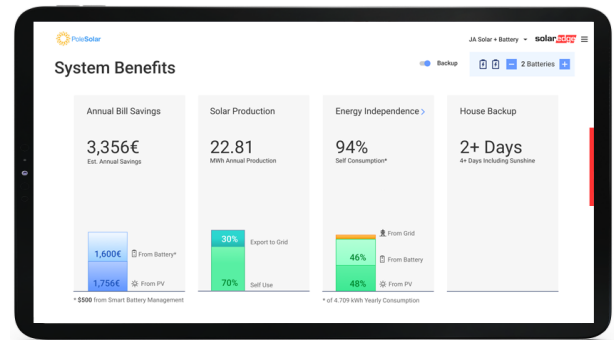 PoleSolar
JA Solar + Battery
solaredge
System Benefits
Backup
2 Batteries
Annual Bill Savings
3,356€
Est. Annual Savings
1,600€
From Battery*
1,756€
From PV
* $500 from Smart Battery Management
Solar Production
22.81
MWh Annual Production
30%
Export to Grid
70%
Self Use
Energy Independence >
94%
Self Consumption*
From Grid
46%
From Battery
48%
From PV
* of 4.709 kWh Yearly Consumption
House Backup
2+ Days
4+ Days Including Sunshine